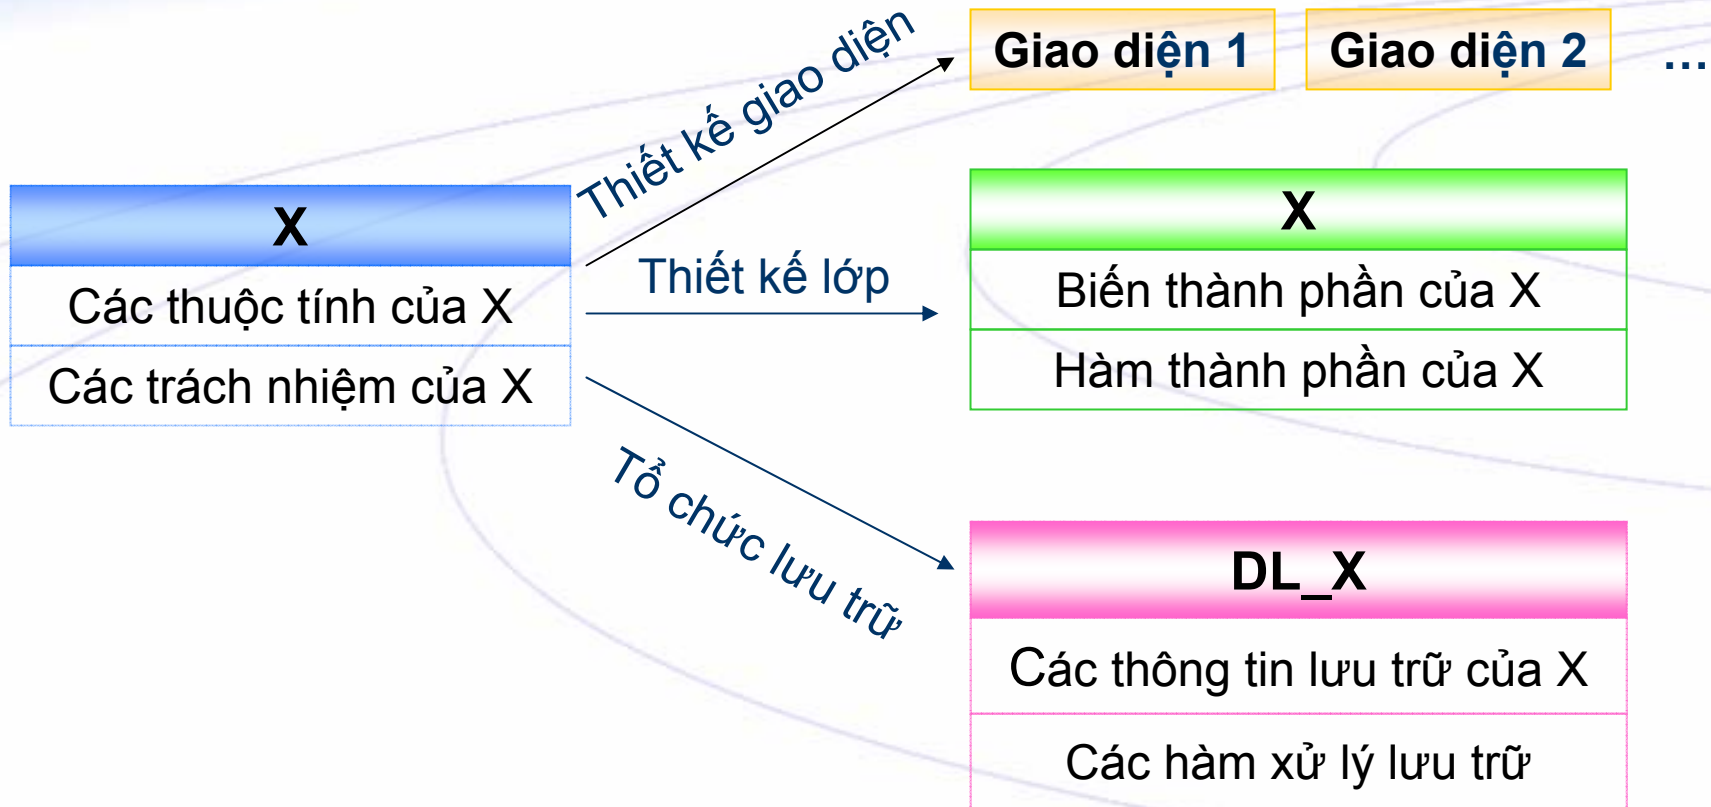 X
Các thuộc tính của X
Các trách nhiệm của X
Thiết kế giao diện
Thiết kế lớp
Tổ chức lưu trữ
Giao diện 1
Giao diện 2
...
X
Biến thành phần của X
Hàm thành phần của X
DL_X
Các thông tin lưu trữ của X
Các hàm xử lý lưu trữ